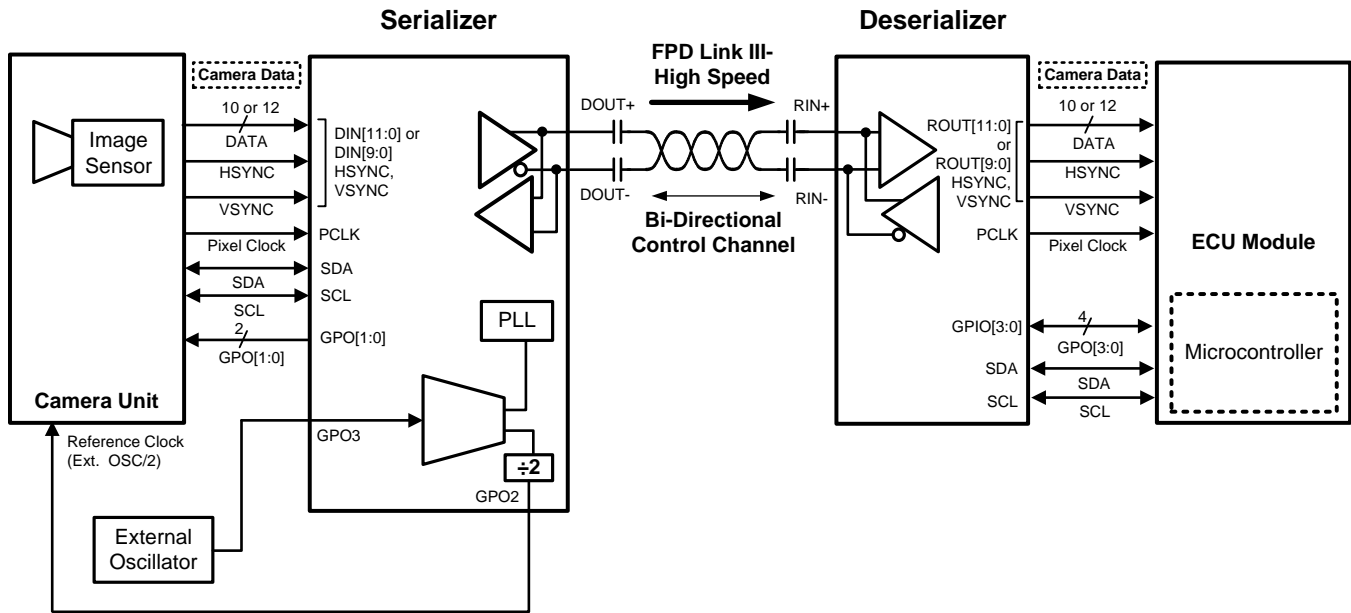 Serializer
Deserializer
FPD Link III-
High Speed
Camera Data
Camera Data
10 or 12
DATA
HSYNC
VSYNC
Pixel Clock
SDA
SCL
2
GPO[1:0]
Image
Sensor
Camera Unit
Reference Clock
(Ext. OSC/2)
External
Oscillator
DIN[11:0] or
DIN[9:0]
HSYNC,
VSYNC
PCLK
SDA
SCL
GPO[1:0]
GPO3
PLL
÷2
GPO2
DOUT+
DOUT-
RIN+
RIN-
Bi-Directional
Control Channel
ROUT[11:0]
or
ROUT[9:0]
HSYNC,
VSYNC
PCLK
GPIO[3:0]
SDA
SCL
10 or 12
DATA
HSYNC
VSYNC
Pixel Clock
4
GPO[3:0]
SDA
SCL
ECU Module
Microcontroller